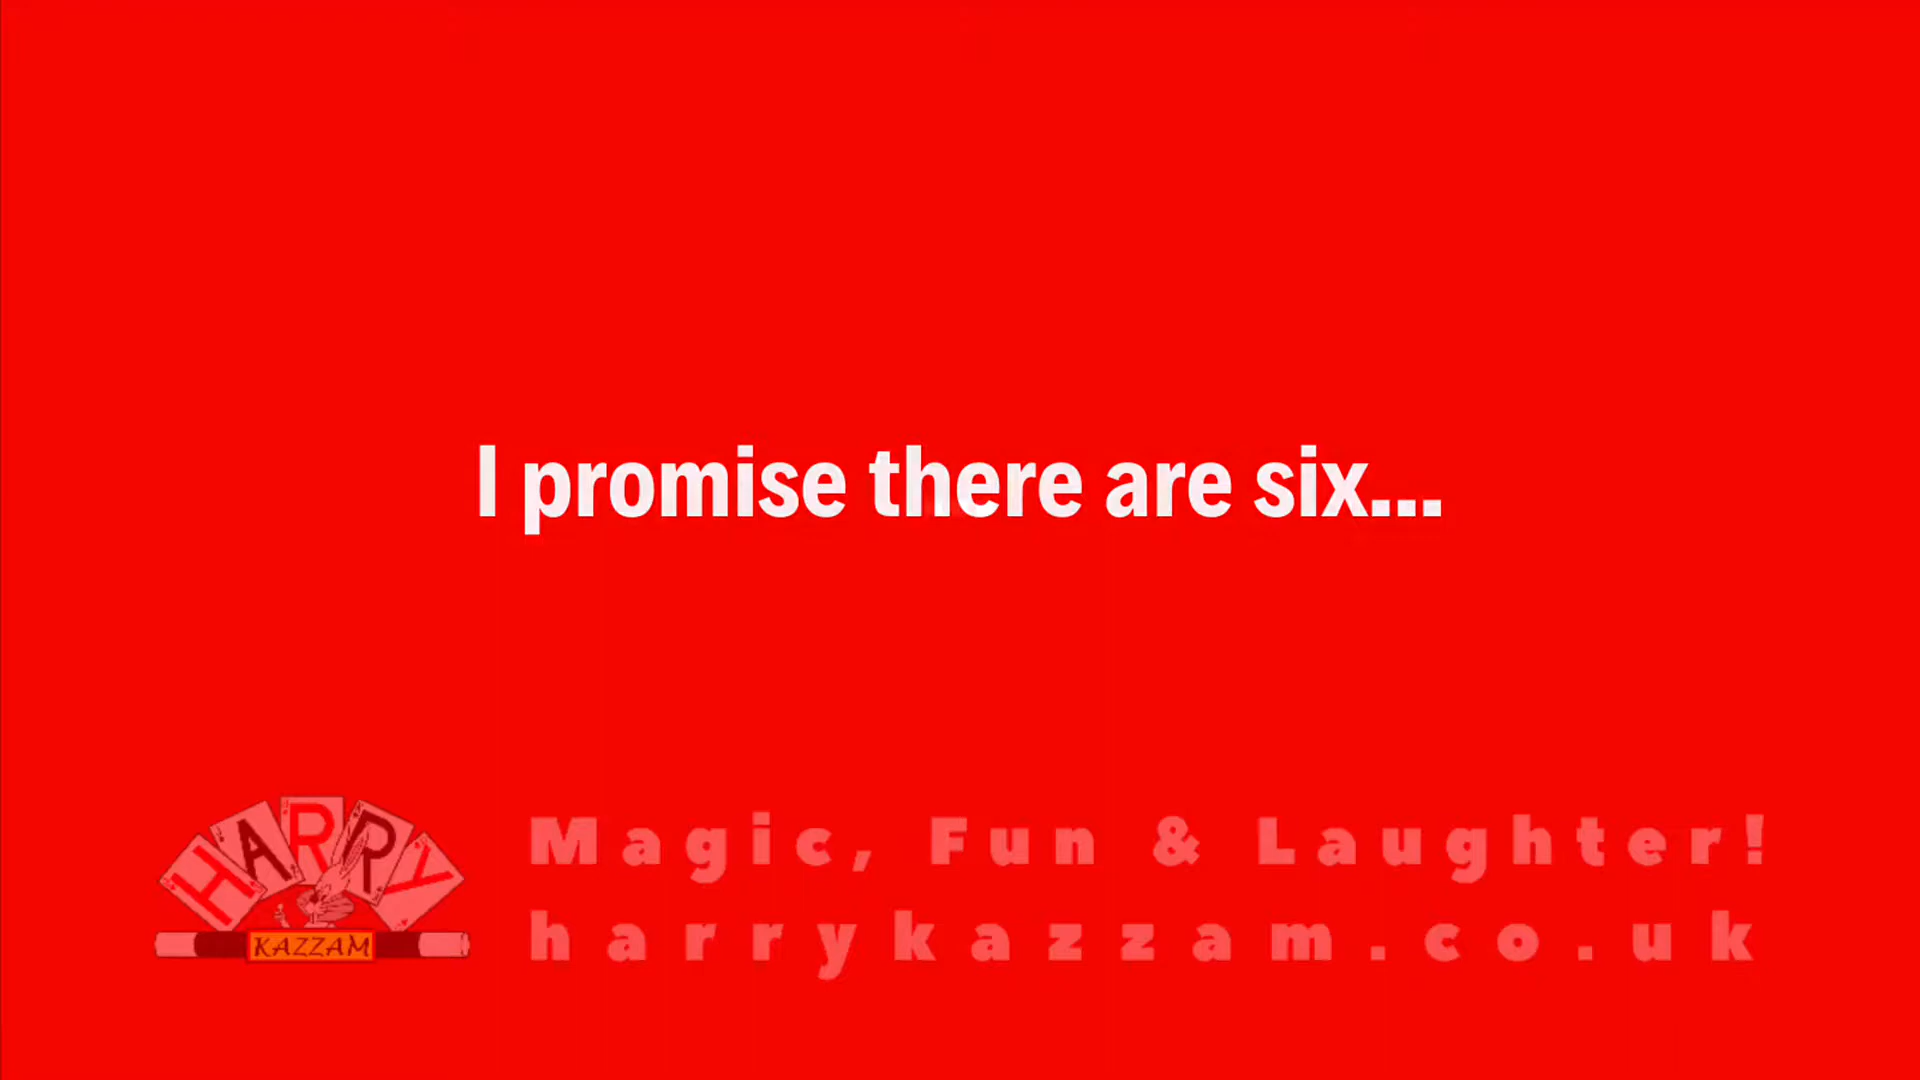 I promise there are six...
HARRY
KAZZAM
Magic, Fun & Laughter!
harrykazzam.co.uk